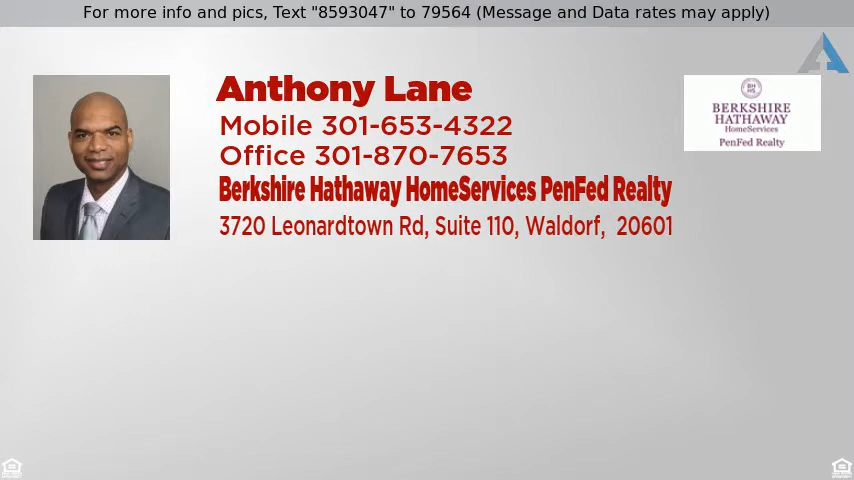 For more info and pics, Text "8593047" to 79564 (Message and Data rates may apply)
Anthony Lane
Mobile 301-653-4322
Office 301-870-7653
Berkshire Hathaway HomeServices PenFed Realty
3720 Leonardtown Rd, Suite 110, Waldorf,  20601
BH
HS
BERKSHIRE
HATHAWAY
HomeServices
PenFed Realty